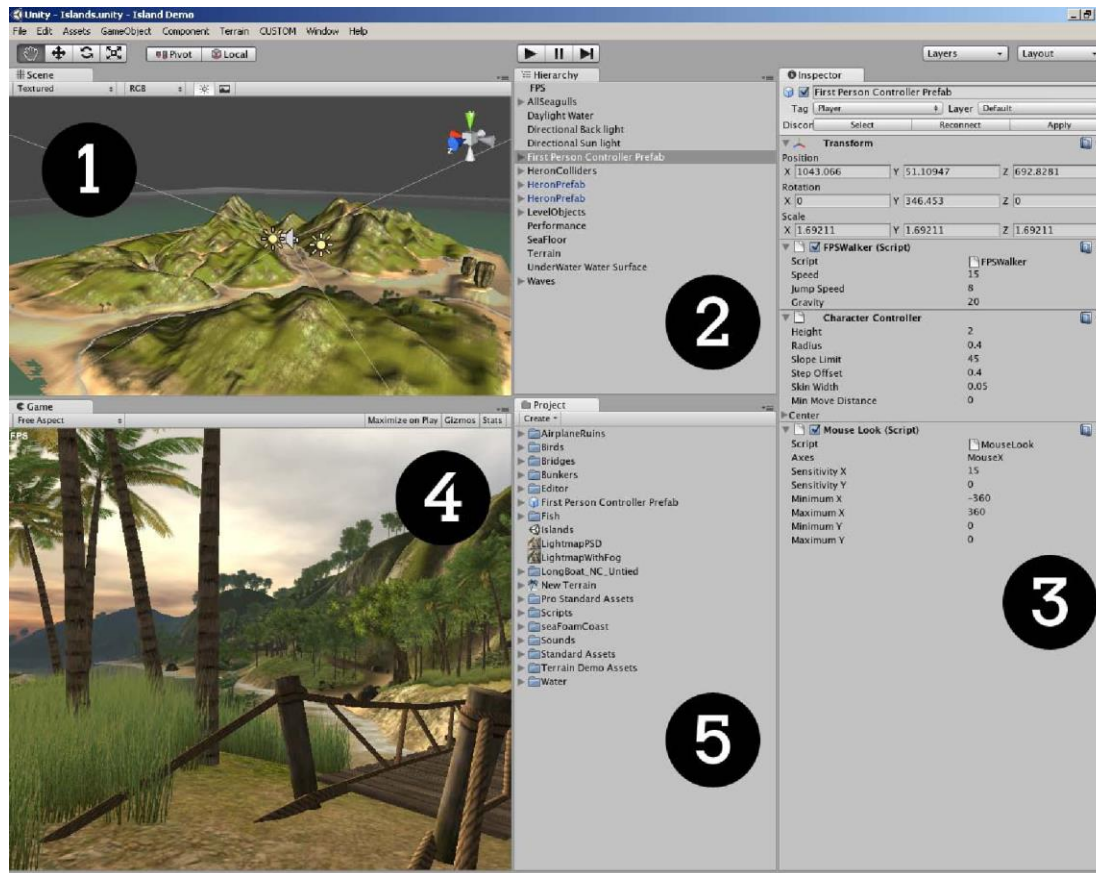 Unity - Islands.unity - Island Demo
File Edit Assets GameObject Component Terrain CUSTOM Window Help
Pivot Local
Layers Layout
Scene
Textured RGB
1
Hierarchy
FPS
AllSeagulls
Daylight Water
Directional Back light
Directional Sun light
First Person Controller Prefab
HeronColliders
HeronPrefab
HeronPrefab
LevelObjects
Performance
SeaFloor
Terrain
UnderWater Water Surface
Waves
2
Inspector
First Person Controller Prefab
Tag Player Layer Default
Discon Select Reconnect Apply
Transform
Position
X 1043.066 Y 51.10947 Z 692.8281
Rotation
X 0 Y 346.453 Z 0
Scale
X 1.69211 Y 1.69211 Z 1.69211
FPSWalker (Script)
Script FPSWalker
Speed 15
Jump Speed 8
Gravity 20
Character Controller
Height 2
Radius 0.4
Slope Limit 45
Step Offset 0.4
Skin Width 0.05
Min Move Distance 0
Center
Mouse Look (Script)
Script MouseLook
Axes MouseX
Sensitivity X 15
Sensitivity Y 0
Minimum X -360
Maximum X 360
Minimum Y 0
Maximum Y 0
3
Game
Free Aspect Maximize on Play Gizmos Stats
FPS
4
Project
Create
AirplaneRuins
Birds
Bridges
Bunkers
Editor
First Person Controller Prefab
Fish
Islands
LightmapPSD
LightmapWithFog
LongBoat_NC_Untied
New Terrain
Pro Standard Assets
Scripts
seaFoamCoast
Sounds
Standard Assets
Terrain Demo Assets
Water
5